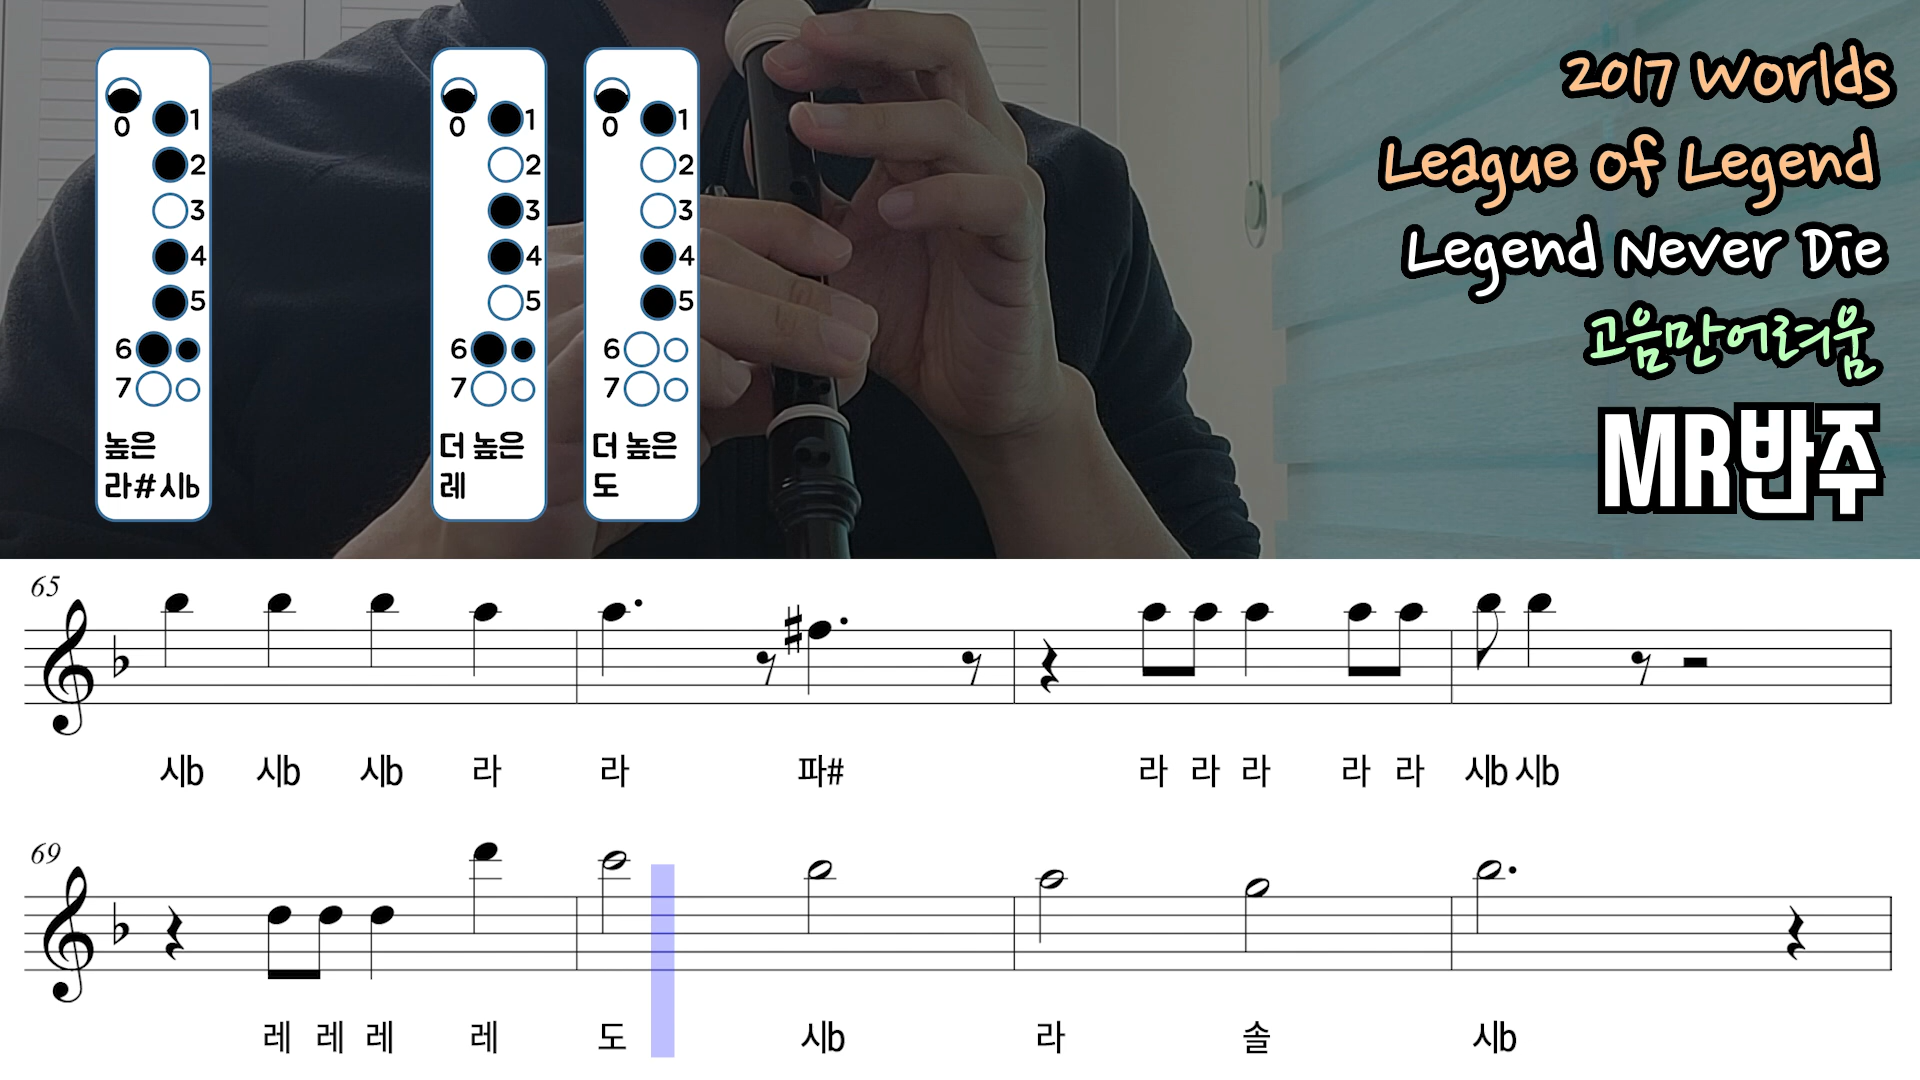 0
1
2
3
4
5
6
7
높은
라#시b
0
1
2
3
4
5
6
7
더 높은
레
0
1
2
3
4
5
6
7
더 높은
도
2017 Worlds
League of Legend
Legend Never Die
고음만어려움
MR반주
65
시b 시b 시b 라 라 파# 라 라 라 라 라 시b 시b
69
레 레 레 레 도 시b 라 솔 시b